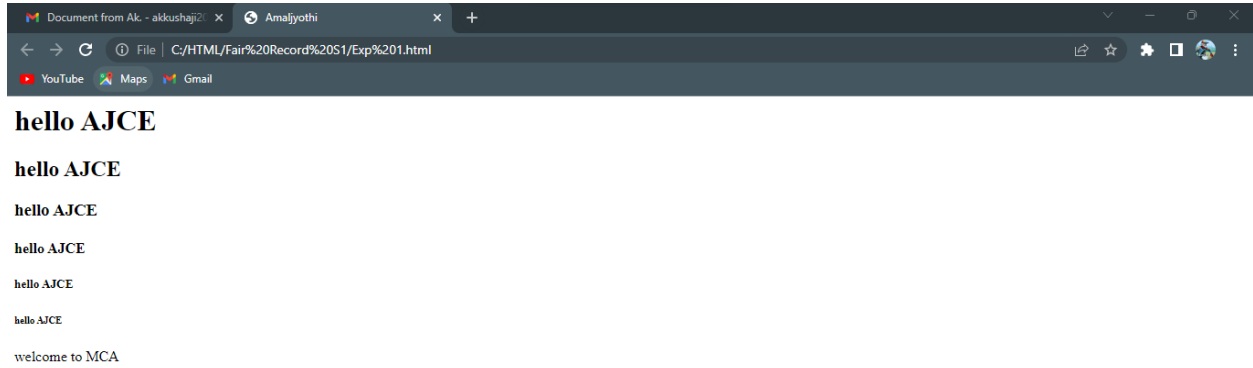 Document from Ak. - akkushaji20 Amaljyothi
File C:/HTML/Fair%20Record%20S1/Exp%201.html
YouTube Maps Gmail
hello AJCE
hello AJCE
hello AJCE
hello AJCE
hello AJCE
hello AJCE
welcome to MCA